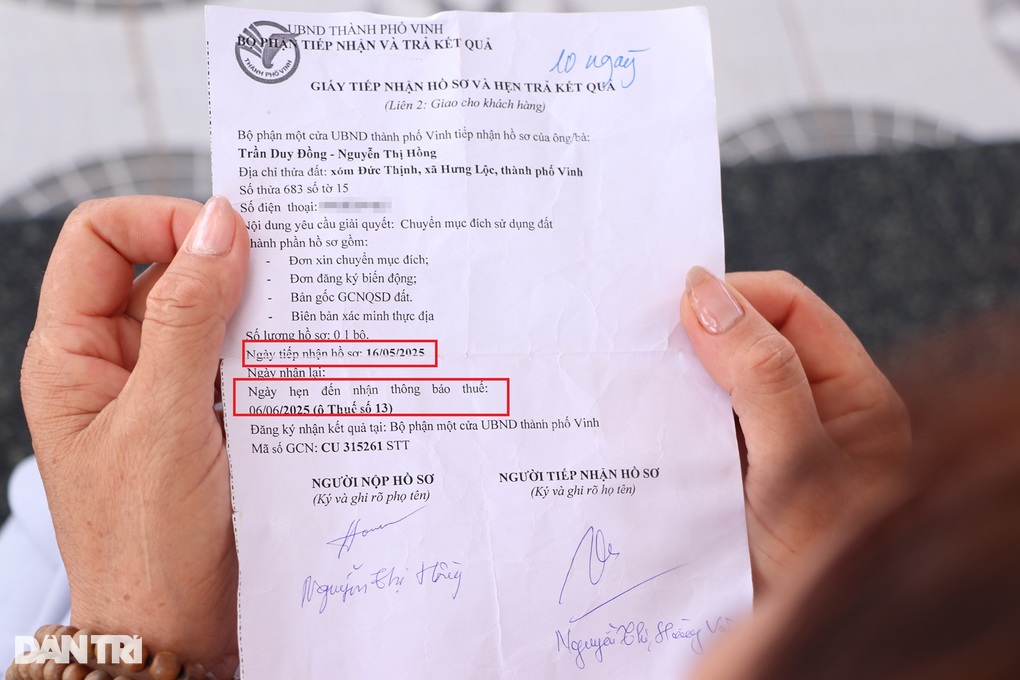 UBND THÀNH PHỐ VINH
BỘ PHẬN TIẾP NHẬN VÀ TRẢ KẾT QUẢ
THÀNH PHỐ VINH
10 ngày
GIẤY TIẾP NHẬN HỒ SƠ VÀ HẸN TRẢ KẾT QUẢ
(Liên 2: Giao cho khách hàng)
Bộ phận một cửa UBND thành phố Vinh tiếp nhận hồ sơ của ông/bà:
Trần Duy Đồng - Nguyễn Thị Hồng
Địa chỉ thửa đất: xóm Đức Thịnh, xã Hưng Lộc, thành phố Vinh
Số thửa 683 số tờ 15
Số điện thoại:
Nội dung yêu cầu giải quyết: Chuyển mục đích sử dụng đất
Thành phần hồ sơ gồm:
- Đơn xin chuyển mục đích;
- Đơn đăng ký biến động;
- Bản gốc GCNQSD đất.
- Biên bản xác minh thực địa
Số lượng hồ sơ: 0 1 bộ.
Ngày tiếp nhận hồ sơ: 16/05/2025
Ngày nhận lại:
Ngày hẹn đến nhận thông báo thuế:
06/06/2025 (ô Thuế số 13)
Đăng ký nhận kết quả tại: Bộ phận một cửa UBND thành phố Vinh
Mã số GCN: CU 315261 STT
NGƯỜI NỘP HỒ SƠ
(Ký và ghi rõ phọ tên)
NGƯỜI TIẾP NHẬN HỒ SƠ
(Ký và ghi rõ họ tên)
Nguyễn thị Hồng
Nguyễn Thị Hoàng
DÂN TRÍ